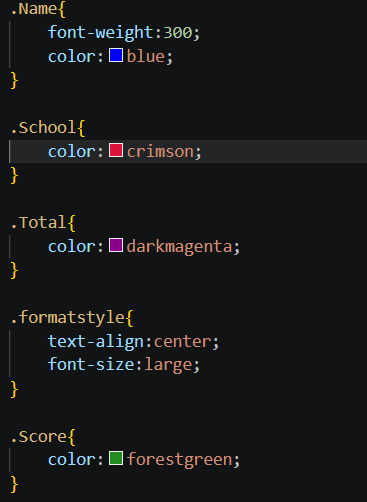 .Name{
font-weight:300;
color:blue;
}
.School{
color:crimson;
}
.Total{
color:darkmagenta;
}
.formatstyle{
text-align:center;
font-size:large;
}
.Score{
color:forestgreen;
}